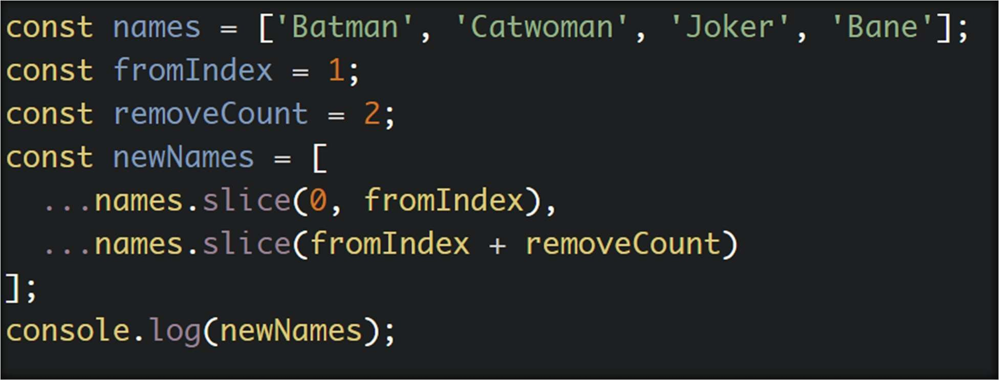 const names = ['Batman', 'Catwoman', 'Joker', 'Bane'];
const fromIndex = 1;
const removeCount = 2;
const newNames = [
  ...names.slice(0, fromIndex),
  ...names.slice(fromIndex + removeCount)
];
console.log(newNames);